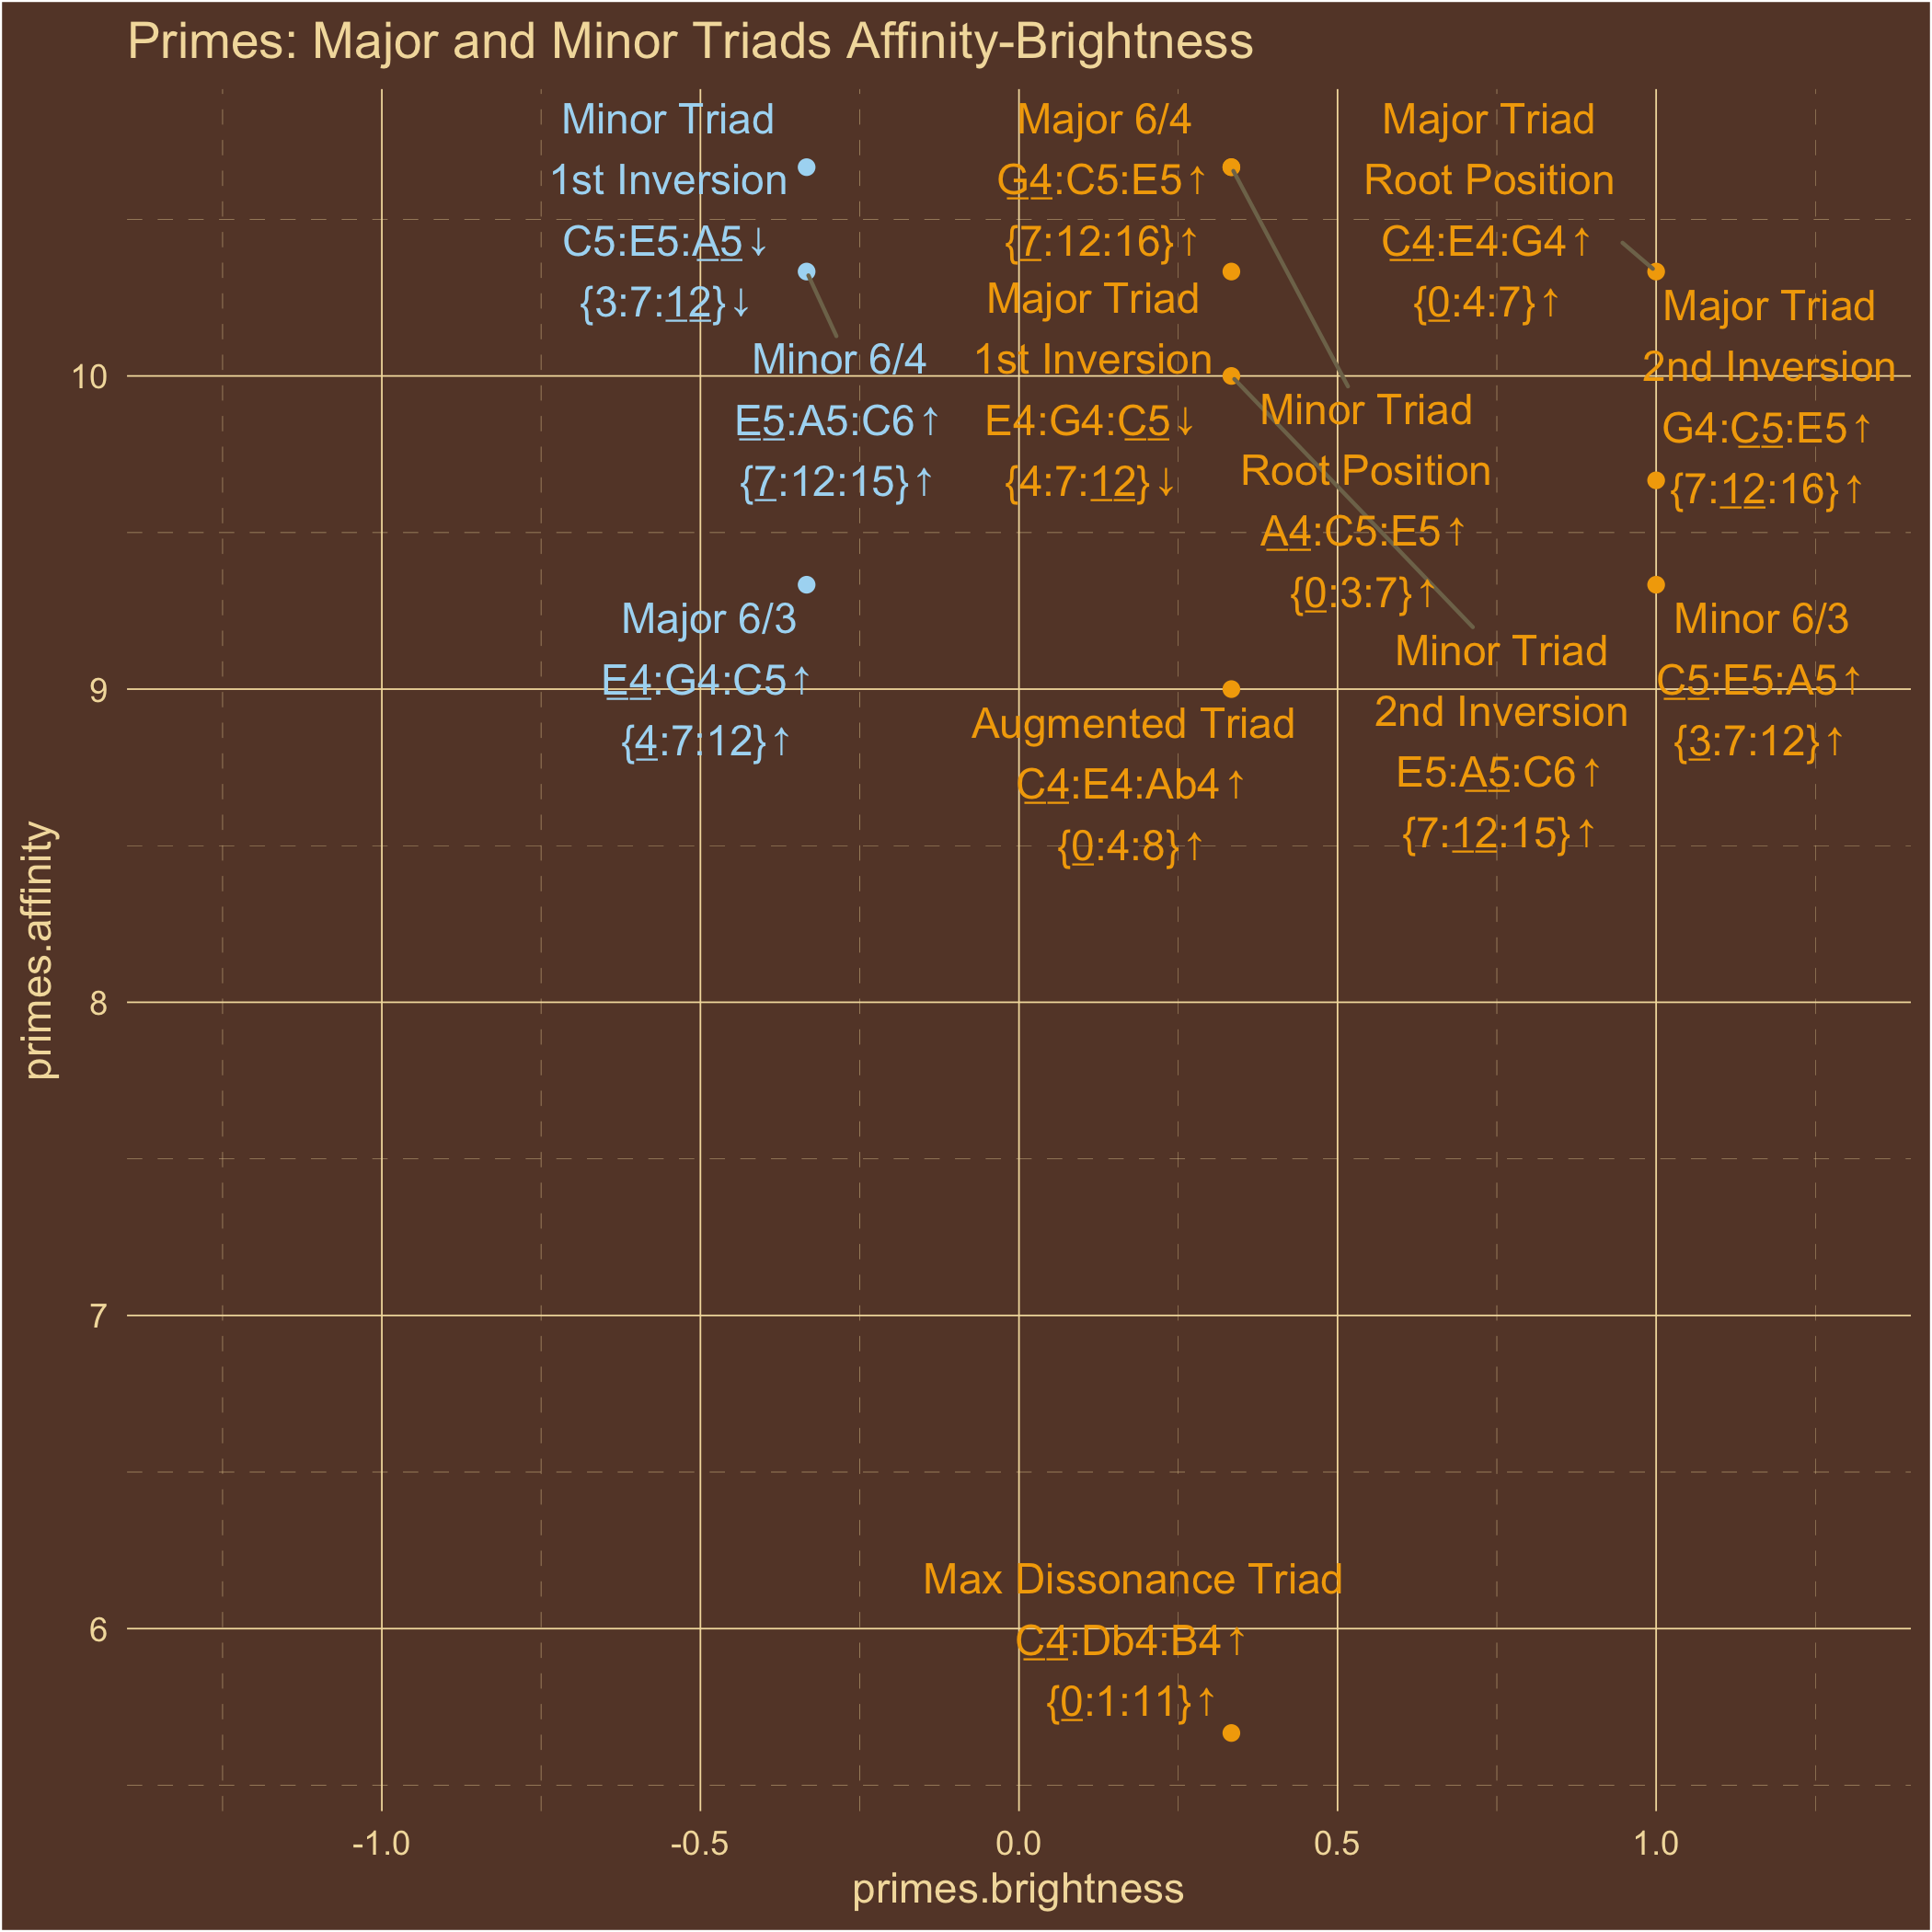 Primes: Major and Minor Triads Affinity-Brightness
Minor Triad
1st Inversion
C5:E5:A5↓
{3:7:12}↓
Major 6/4
G4:C5:E5↑
{7:12:16}↑
Major Triad
Root Position
C4:E4:G4↑
{0:4:7}↑
Minor 6/4
E5:A5:C6↑
{7:12:15}↑
Major Triad
1st Inversion
E4:G4:C5↓
{4:7:12}↓
Minor Triad
Root Position
A4:C5:E5↑
{0:3:7}↑
Major Triad
2nd Inversion
G4:C5:E5↑
{7:12:16}↑
Major 6/3
E4:G4:C5↑
{4:7:12}↑
Augmented Triad
C4:E4:Ab4↑
{0:4:8}↑
Minor Triad
2nd Inversion
E5:A5:C6↑
{7:12:15}↑
Minor 6/3
C5:E5:A5↑
{3:7:12}↑
Max Dissonance Triad
C4:Db4:B4↑
{0:1:11}↑
10
9
8
7
6
primes.affinity
-1.0
-0.5
0.0
0.5
1.0
primes.brightness